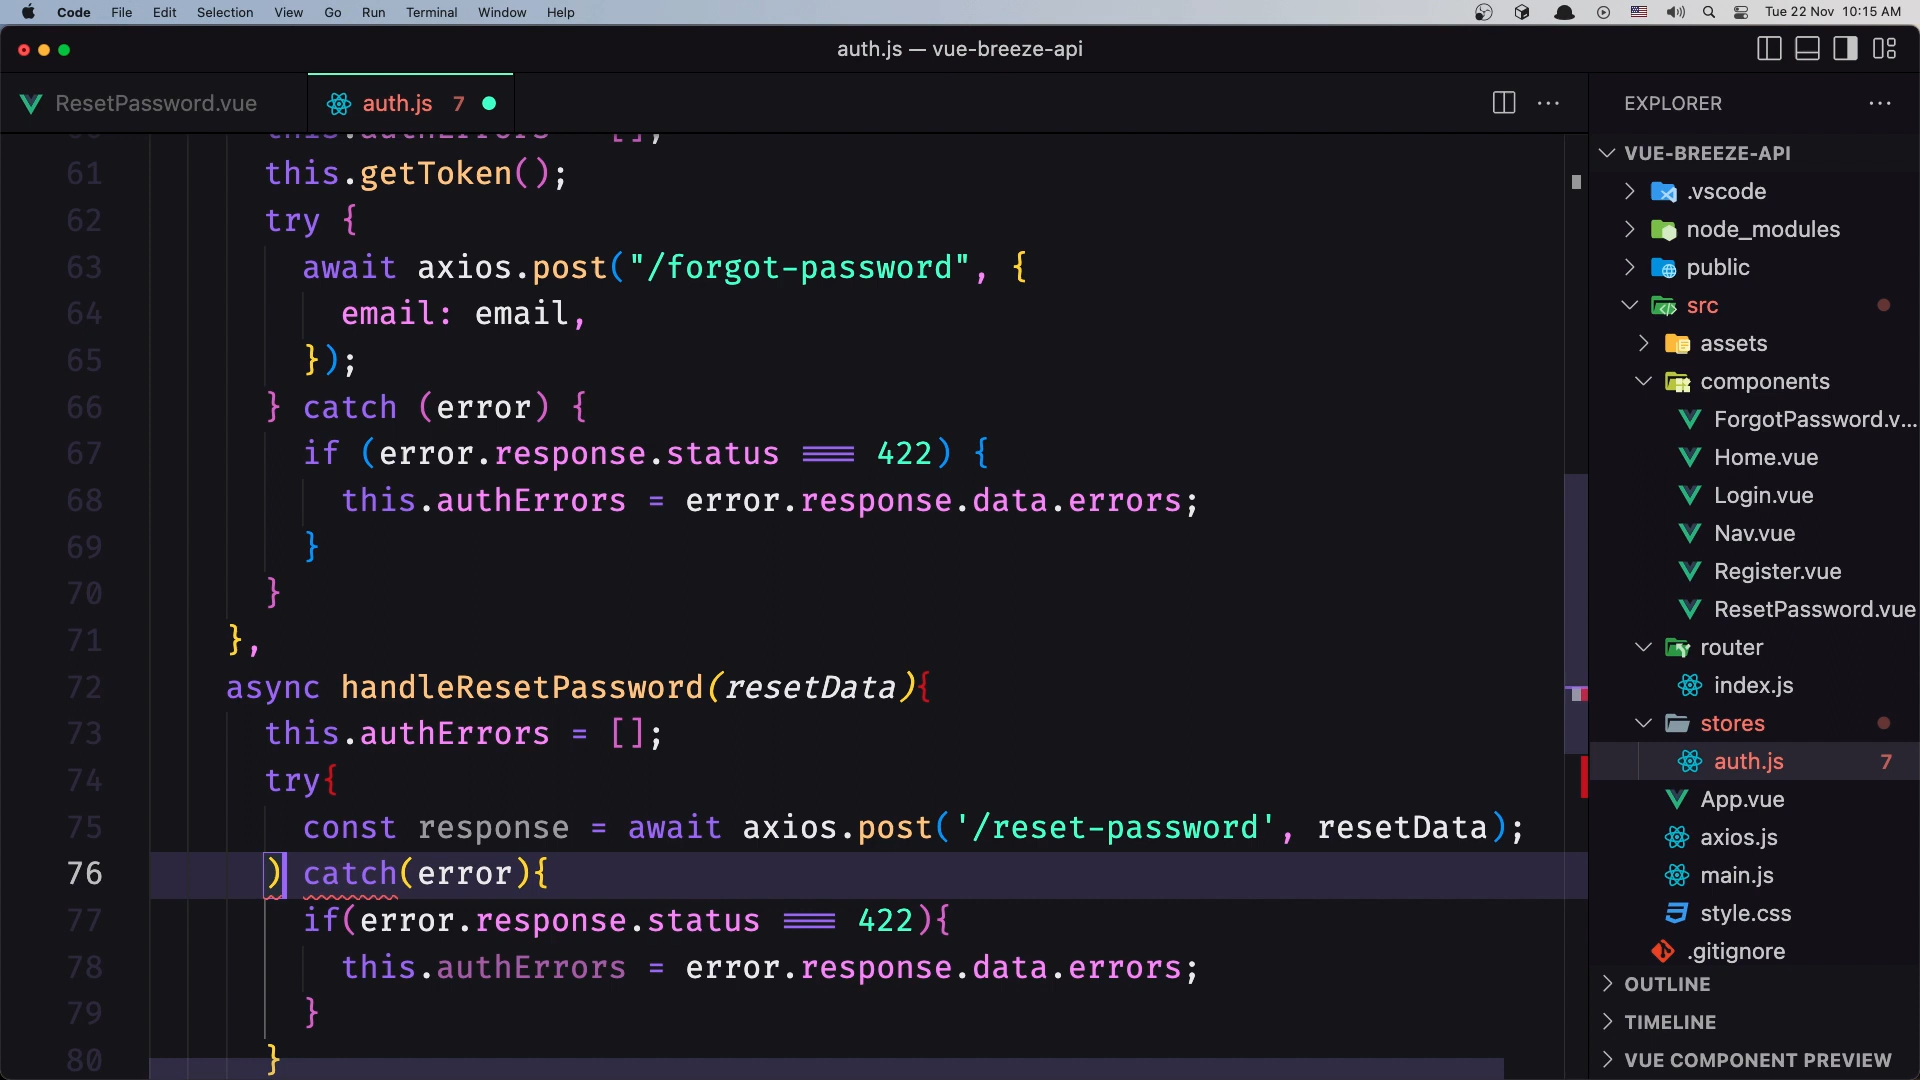 Code File Edit Selection View Go Run Terminal Window Help Tue 22 Nov 10:15 AM
auth.js — vue-breeze-api
ResetPassword.vue auth.js 7
EXPLORER
this.authErrors = [];
61 this.getToken();
62 try {
63 await axios.post("/forgot-password", {
64 email: email,
65 });
66 } catch (error) {
67 if (error.response.status === 422) {
68 this.authErrors = error.response.data.errors;
69 }
70 }
71 },
72 async handleResetPassword(resetData){
73 this.authErrors = [];
74 try{
75 const response = await axios.post('/reset-password', resetData);
76 ) catch(error){
77 if(error.response.status === 422){
78 this.authErrors = error.response.data.errors;
79 }
80 }
VUE-BREEZE-API
.vscode
node_modules
public
src
assets
components
ForgotPassword.v...
Home.vue
Login.vue
Nav.vue
Register.vue
ResetPassword.vue
router
index.js
stores
auth.js 7
App.vue
axios.js
main.js
style.css
.gitignore
OUTLINE
TIMELINE
VUE COMPONENT PREVIEW